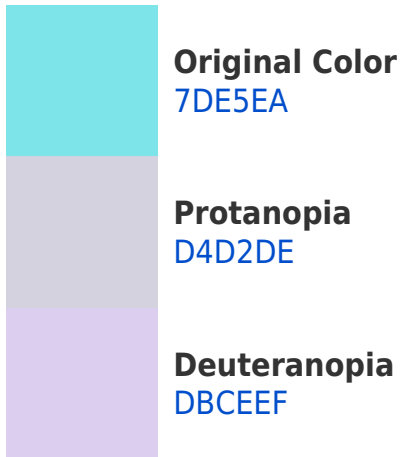 Original Color
7DE5EA
Protanopia
D4D2DE
Deuteranopia
DBCEEF